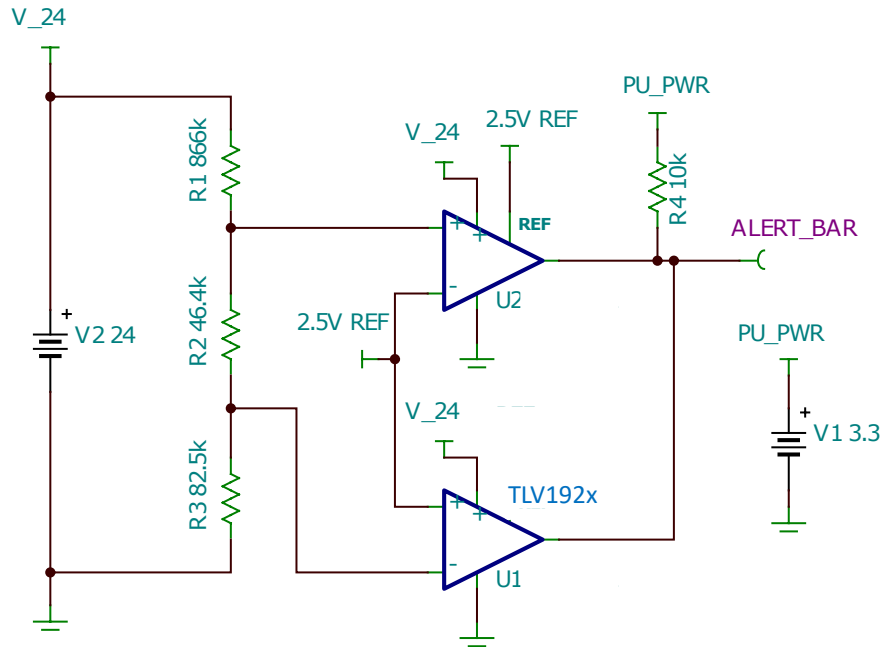 V_24
PU_PWR
V_24
2.5V REF
R1 866k
R4 10k
REF
ALERT_BAR
U2
2.5V REF
V2 24
R2 46.4k
PU_PWR
V_24
V1 3.3
R3 82.5k
TLV192x
U1